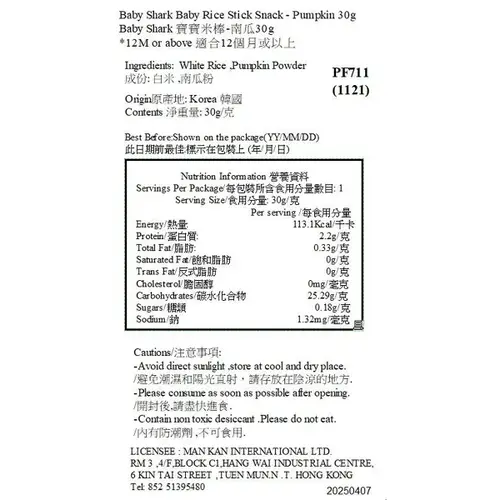 Baby Shark Baby Rice Stick Snack - Pumpkin 30g
Baby Shark 寶寶米棒-南瓜30g
*12M or above 適合12個月或以上
Ingredients: White Rice ,Pumpkin Powder
成份: 白米 ,南瓜粉
PF711
(1121)
Origin原產地: Korea 韓國
Contents 淨重量: 30g/克
Best Before:Shown on the package(YY/MM/DD)
此日期前最佳:標示在包裝上 (年/月/日)
Nutrition Information 營養資料
Servings Per Package/每包裝所含食用分量數目: 1
Serving Size/食用分量: 30g/克
Per serving /每食用分量
Energy/熱量 113.1Kcal/千卡
Protein/蛋白質: 2.2g/克
Total Fat/脂肪: 0.33g/克
Saturated Fat/飽和脂肪 0g/克
Trans Fat/反式脂肪 0g/克
Cholesterol/膽固醇 0mg/毫克
Carbohydrates/碳水化合物 25.29g/克
Sugars/糖類 0.18g/克
Sodium/鈉 1.32mg/毫克
Cautions/注意事項:
-Avoid direct sunlight ,store at cool and dry place.
/避免潮濕和陽光直射，請存放在陰涼的地方.
-Please consume as soon as possible after opening.
/開封後,請盡快進食.
-Contain non toxic desiccant .Please do not eat.
/內有防潮劑 ,不可食用.
LICENSEE : MAN KAN INTERNATIONAL LTD.
RM 3 ,4/F,BLOCK C1,HANG WAI INDUSTRIAL CENTRE,
6 KIN TAI STREET ,TUEN MUN.N .T. HONG KONG
Tel: 852 51395480
20250407